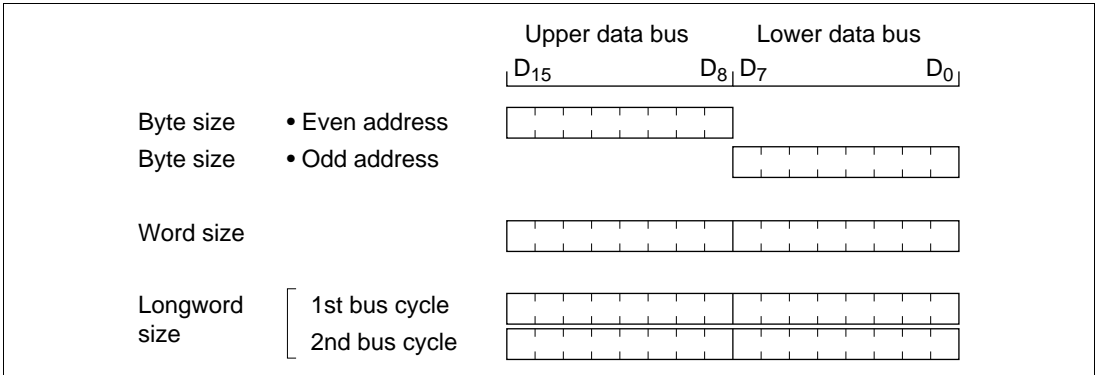 Upper data bus Lower data bus
D15 D8 D7 D0
Byte size • Even address
Byte size • Odd address
Word size
Longword size
1st bus cycle
2nd bus cycle